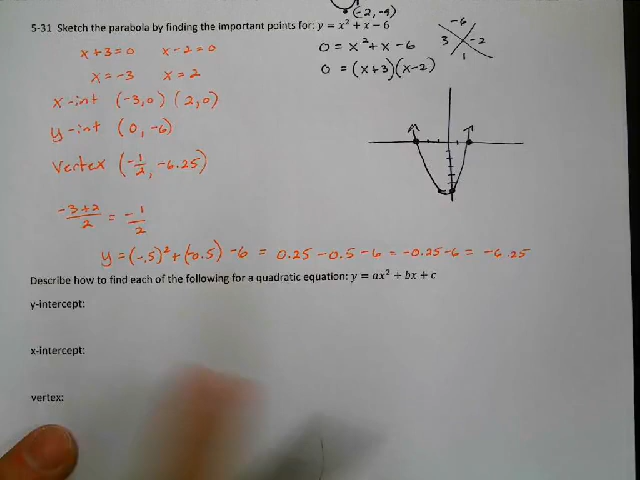 (-2, -4)
5-31 Sketch the parabola by finding the important points for: y = x² + x − 6
x+3=0 x-2=0
x = -3 x = 2
0 = x² + x - 6
0 = (x+3)(x-2)
-6
3 -2
1
x-int (-3,0) (2,0)
y-int (0,-6)
Vertex (-1/2, -6.25)
-3+2/2 = -1/2
y = (-.5)² + (-0.5) - 6 = 0.25 - 0.5 - 6 = -0.25 - 6 = -6.25
Describe how to find each of the following for a quadratic equation: y = ax² + bx + c
y-intercept:
x-intercept:
vertex: